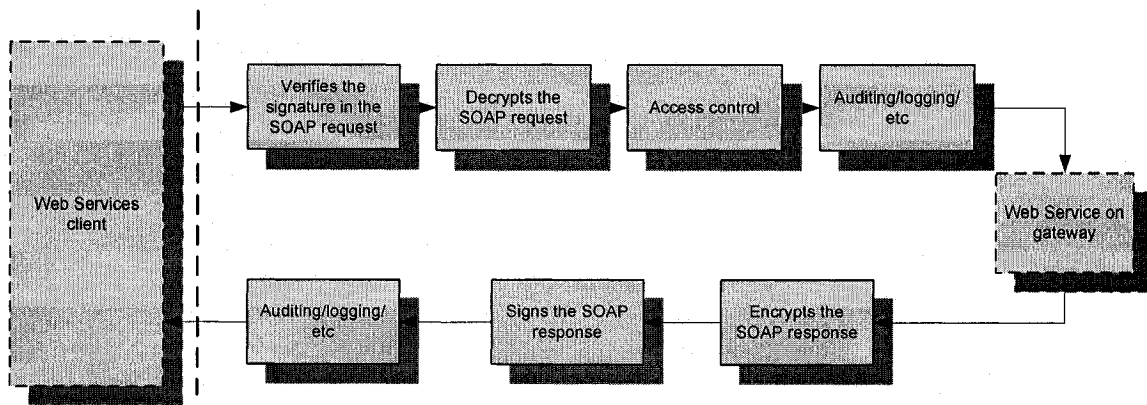 Web Services
client
Verifies the
signature in the
SOAP request
Decrypts the
SOAP request
Access control
Auditing/logging/
etc
Web Service on
gateway
Encrypts the
SOAP response
Signs the SOAP
response
Auditing/logging/
etc